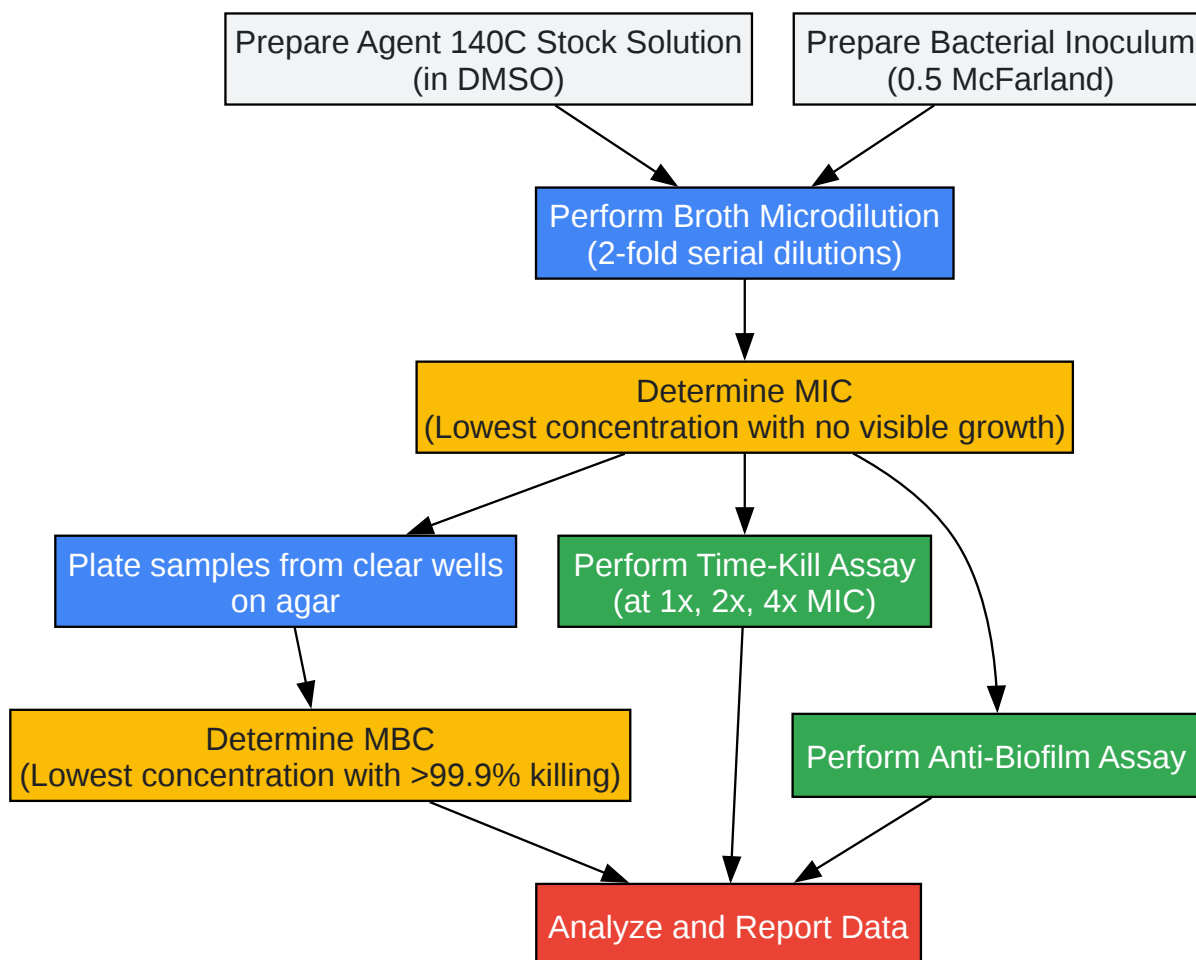 Prepare Agent 140C Stock Solution
(in DMSO)
Prepare Bacterial Inoculum
(0.5 McFarland)
Perform Broth Microdilution
(2-fold serial dilutions)
Determine MIC
(Lowest concentration with no visible growth)
Plate samples from clear wells
on agar
Perform Time-Kill Assay
(at 1x, 2x, 4x MIC)
Determine MBC
(Lowest concentration with >99.9% killing)
Perform Anti-Biofilm Assay
Analyze and Report Data